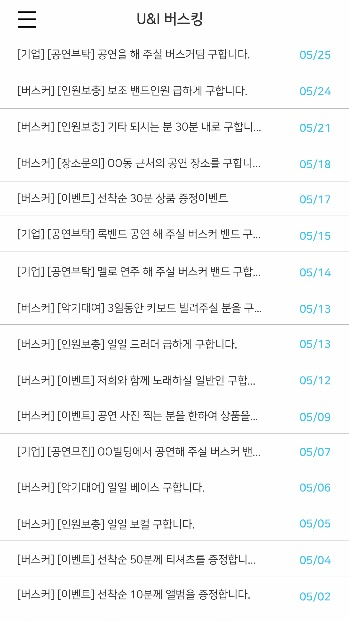 U&I 버스킹
[기업] [공연부탁] 공연을 해 주실 버스커팀 구합니다. 05/25
[버스커] [인원보충] 보조 밴드인원 급하게 구합니다. 05/24
[버스커] [인원보충] 기타 되시는 분 30분 내로 구합니... 05/21
[버스커] [장소문의] OO동 근처의 공연 장소를 구합니... 05/18
[버스커] [이벤트] 선착순 30분 상품 증정이벤트 05/17
[기업] [공연부탁] 록밴드 공연 해 주실 버스커 밴드 구... 05/15
[기업] [공연부탁] 멜로 연주 해 주실 버스커 밴드 구합... 05/14
[버스커] [악기대여] 3일동안 키보드 빌려주실 분을 구... 05/13
[버스커] [인원보충] 일일 드러머 급하게 구합니다. 05/13
[버스커] [이벤트] 저희와 함께 노래하실 일반인 구합... 05/12
[버스커] [이벤트] 공연 사진 찍는 분을 한하여 상품을... 05/09
[기업] [공연모집] OO빌딩에서 공연해 주실 버스커 밴... 05/07
[버스커] [악기대여] 일일 베이스 구합니다. 05/06
[버스커] [인원보충] 일일 보컬 구합니다. 05/05
[버스커] [이벤트] 선착순 50분께 티셔츠를 증정합니... 05/04
[버스커] [이벤트] 선착순 10분께 앨범을 증정합니다. 05/02